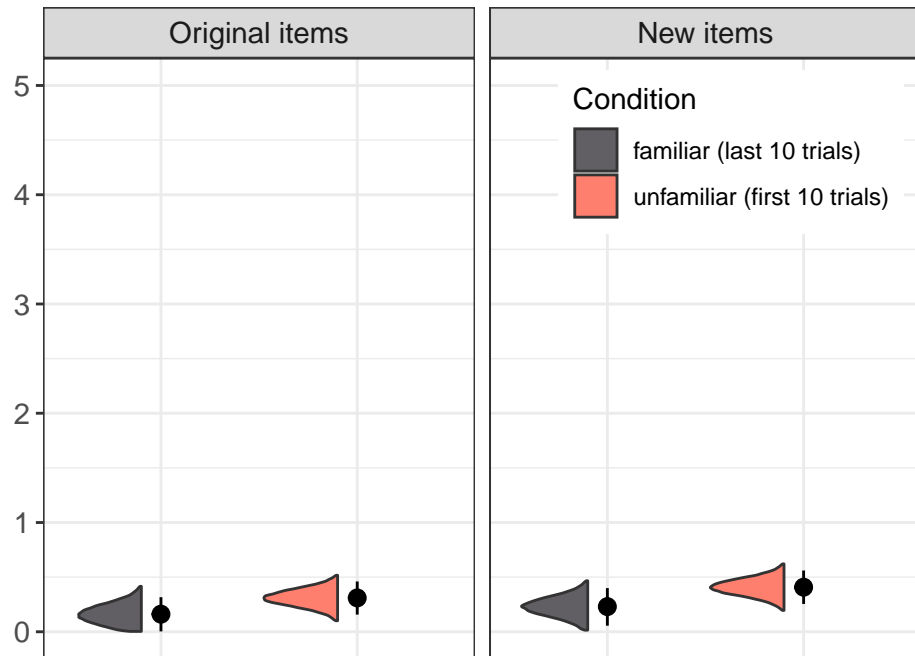 Original items
New items
5
4
3
2
1
0
Condition
familiar (last 10 trials)
unfamiliar (first 10 trials)